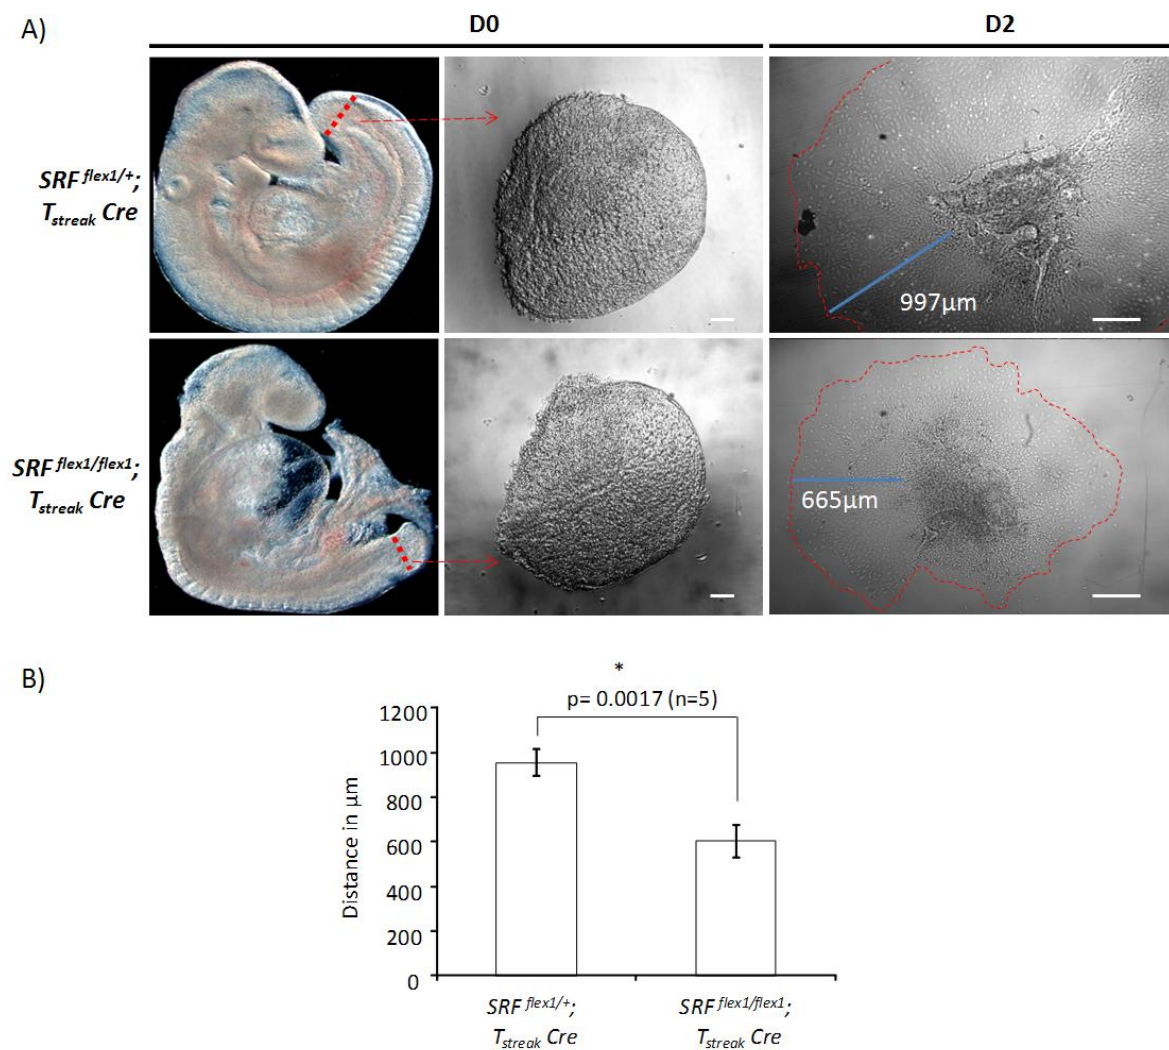 A)
D0
D2
SRF flex1/+;
T streak Cre
997µm
SRF flex1/flex1;
T streak Cre
665µm
B)
*
p= 0.0017 (n=5)
1200
1000
800
600
400
200
0
Distance in µm
SRF flex1/+;
T streak Cre
SRF flex1/flex1;
T streak Cre